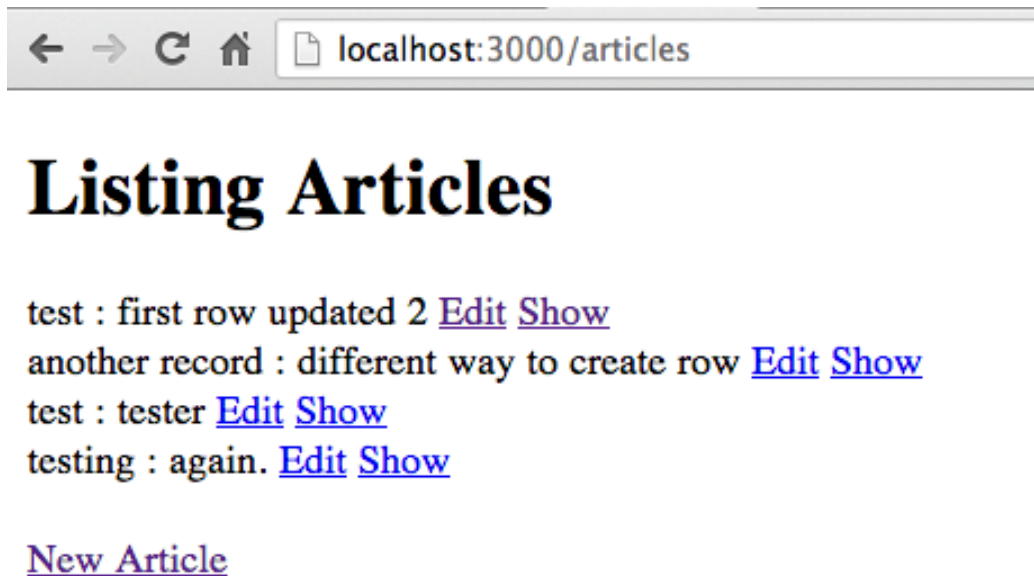 localhost:3000/articles
Listing Articles
test : first row updated 2 Edit Show
another record : different way to create row Edit Show
test : tester Edit Show
testing : again. Edit Show
New Article